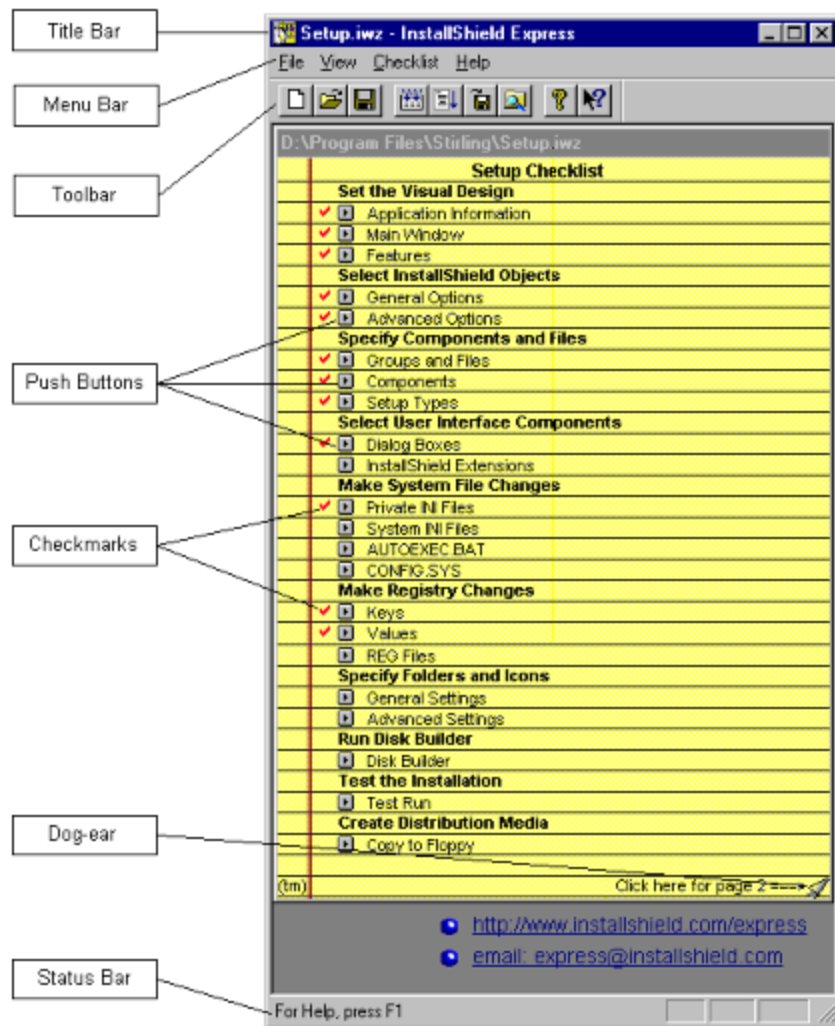 Title Bar
Menu Bar
Toolbar
Push Buttons
Checkmarks
Dog-ear
Status Bar
Setup.iwz - InstallShield Express
File View Checklist Help
D:\Program Files\Stirling\Setup.iwz
Setup Checklist
Set the Visual Design
Application Information
Main Window
Features
Select InstallShield Objects
General Options
Advanced Options
Specify Components and Files
Groups and Files
Components
Setup Types
Select User Interface Components
Dialog Boxes
InstallShield Extensions
Make System File Changes
Private INI Files
System INI Files
AUTOEXEC.BAT
CONFIG.SYS
Make Registry Changes
Keys
Values
REG Files
Specify Folders and Icons
General Settings
Advanced Settings
Run Disk Builder
Disk Builder
Test the Installation
Test Run
Create Distribution Media
Copy to Floppy
(tm) Click here for page 2 ===>
http://www.installshield.com/express
email: express@installshield.com
For Help, press F1